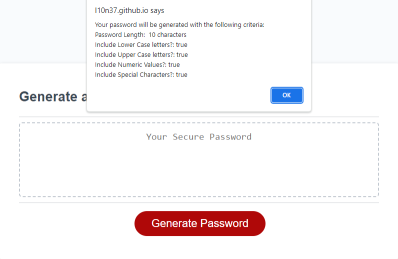 l10n37.github.io says
Your password will be generated with the following criteria:
Password Length:  10 characters
Include Lower Case letters?: true
Include Upper Case letters?: true
Include Numeric Values?: true
Include Special Characters?: true
OK
Generate a
Your Secure Password
Generate Password